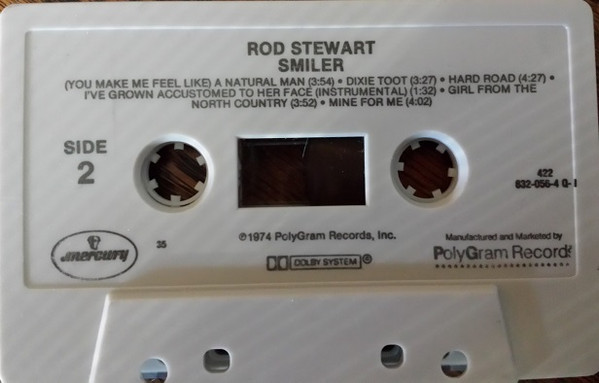 ROD STEWART
SMILER
(YOU MAKE ME FEEL LIKE) A NATURAL MAN (3:54) • DIXIE TOOT (3:27) • HARD ROAD (4:27) •
I'VE GROWN ACCUSTOMED TO HER FACE (INSTRUMENTAL) (1:32) • GIRL FROM THE
NORTH COUNTRY (3:52) • MINE FOR ME (4:02)
SIDE
2
422
832-056-4 Q-1
mercury
35
℗1974 PolyGram Records, Inc.
DOLBY SYSTEM®
Manufactured and Marketed by
PolyGram Records